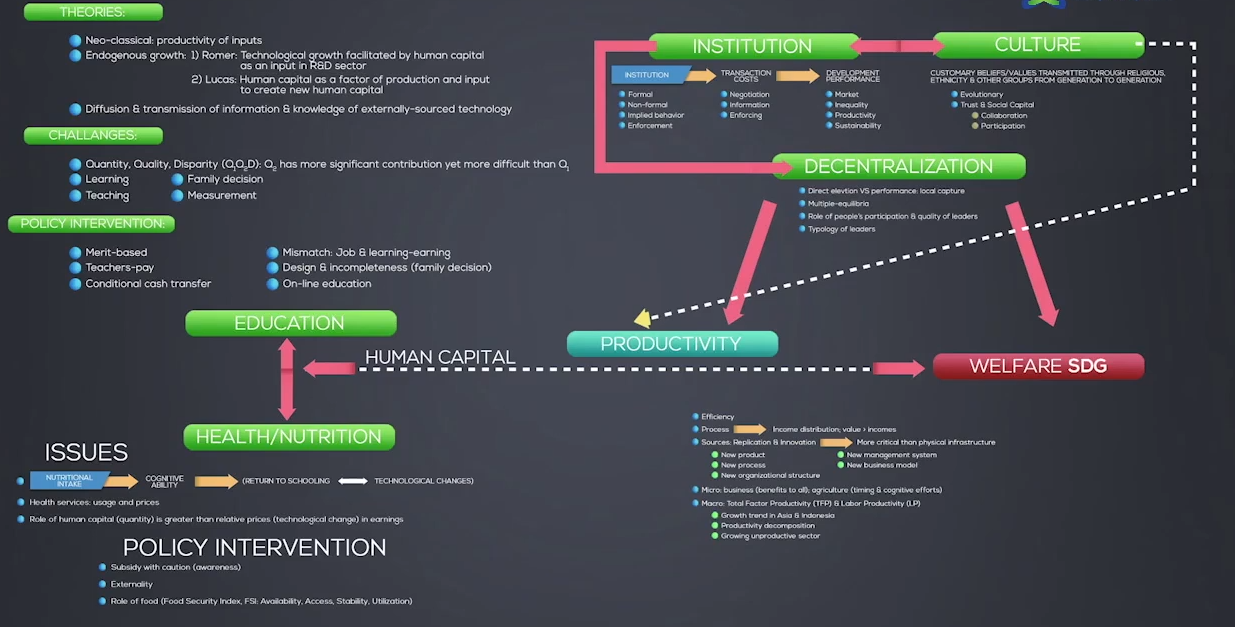 THEORIES:
Neo-classical: productivity of inputs
Endogenous growth: 1) Romer: Technological growth facilitated by human capital
as an input in R&D sector
2) Lucas: Human capital as a factor of production and input
to create new human capital
Diffusion & transmission of information & knowledge of externally-sourced technology
CHALLANGES:
Quantity, Quality, Disparity (Q1Q2D): Q2 has more significant contribution yet more difficult than Q1
Learning
Family decision
Teaching
Measurement
POLICY INTERVENTION:
Merit-based
Mismatch: Job & learning-earning
Teachers-pay
Design & incompleteness (family decision)
Conditional cash transfer
On-line education
EDUCATION
HUMAN CAPITAL
HEALTH/NUTRITION
ISSUES
NUTRITIONAL
INTAKE
COGNITIVE
ABILITY
(RETURN TO SCHOOLING
TECHNOLOGICAL CHANGES)
Health services: usage and prices
Role of human capital (quantity) is greater than relative prices (technological change) in earnings
POLICY INTERVENTION
Subsidy with caution (awareness)
Externality
Role of food (Food Security Index, FSI: Availability, Access, Stability, Utilization)
INSTITUTION
CULTURE
INSTITUTION
TRANSACTION
COSTS
DEVELOPMENT
PERFORMANCE
Formal
Non-formal
Implied behavior
Enforcement
Negotiation
Information
Enforcing
Market
Inequality
Productivity
Sustainability
CUSTOMARY BELIEFS/VALUES TRANSMITTED THROUGH RELIGIOUS,
ETHNICITY & OTHER GROUPS FROM GENERATION TO GENERATION
Evolutionary
Trust & Social Capital
Collaboration
Participation
DECENTRALIZATION
Direct elevtion VS performance: local capture
Multiple-equilibria
Role of people's participation & quality of leaders
Typology of leaders
PRODUCTIVITY
WELFARE SDG
Efficiency
Process
Income distribution; value > incomes
Sources: Replication & Innovation
More critical than physical infrastructure
New product
New management system
New process
New business model
New organizational structure
Micro: business (benefits to all); agriculture (timing & cognitive efforts)
Macro: Total Factor Productivity (TFP) & Labor Productivity (LP)
Growth trend in Asia & Indonesia
Productivity decomposition
Growing unproductive sector